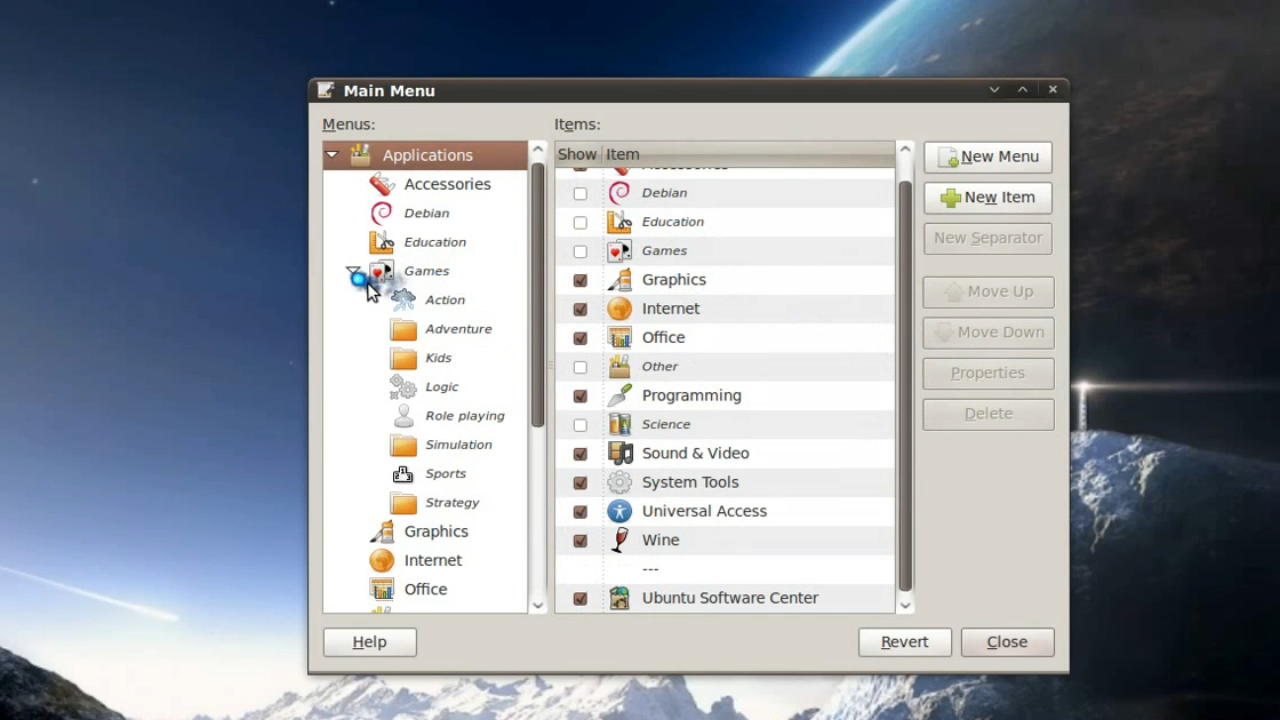 Main Menu
Menus:
Items:
Applications
Accessories
Debian
Education
Games
Action
Adventure
Kids
Logic
Role playing
Simulation
Sports
Strategy
Graphics
Internet
Office
Show Item
Debian
Education
Games
Graphics
Internet
Office
Other
Programming
Science
Sound & Video
System Tools
Universal Access
Wine
---
Ubuntu Software Center
New Menu
New Item
New Separator
Move Up
Move Down
Properties
Delete
Help
Revert
Close